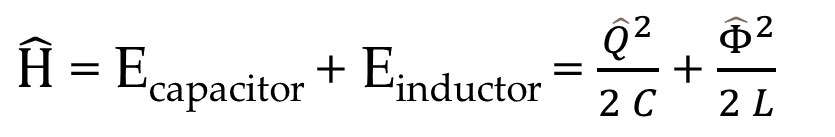 Ĥ = E_capacitor + E_inductor = Q̂²/2 C + Φ̂²/2 L